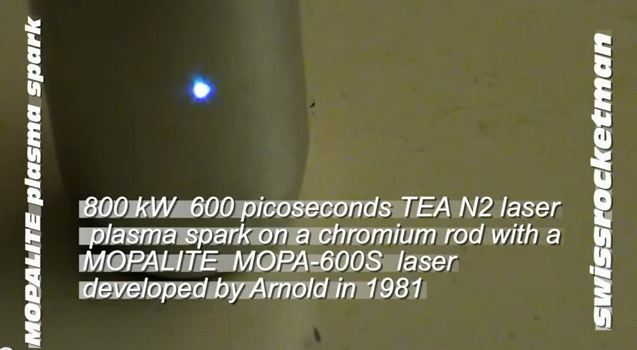 MOPALITE plasma spark
800 kW 600 picoseconds TEA N2 laser
plasma spark on a chromium rod with a
MOPALITE MOPA-600S laser
developed by Arnold in 1981
swissrocketman